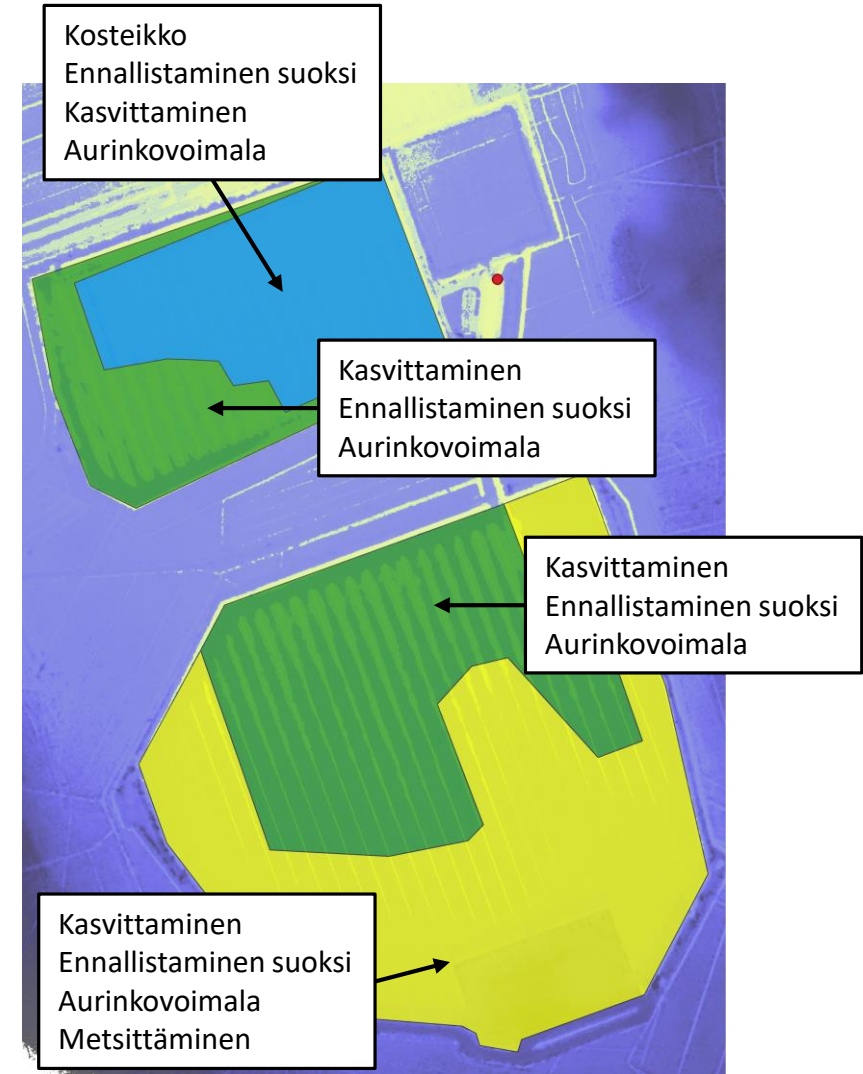 Kosteikko
Ennallistaminen suoksi
Kasvittaminen
Aurinkovoimala
Kasvittaminen
Ennallistaminen suoksi
Aurinkovoimala
Kasvittaminen
Ennallistaminen suoksi
Aurinkovoimala
Kasvittaminen
Ennallistaminen suoksi
Aurinkovoimala
Metsittäminen